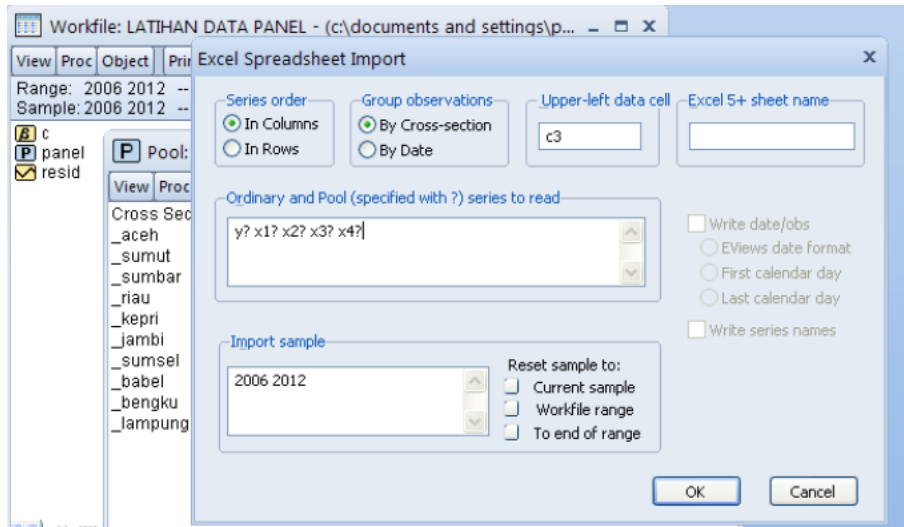 Workfile: LATIHAN DATA PANEL - (c:\documents and settings\p...
View Proc Object Prin
Range: 2006 2012 --
Sample: 2006 2012 --
c
panel
resid
Pool:
View Proc
Cross Sec
_aceh
_sumut
_sumbar
_riau
_kepri
_jambi
_sumsel
_babel
_bengku
_lampung
Excel Spreadsheet Import
Series order
In Columns
In Rows
Group observations
By Cross-section
By Date
Upper-left data cell
c3
Excel 5+ sheet name
Ordinary and Pool (specified with ?) series to read
y? x1? x2? x3? x4?
Write date/obs
EViews date format
First calendar day
Last calendar day
Write series names
Import sample
2006 2012
Reset sample to:
Current sample
Workfile range
To end of range
OK
Cancel